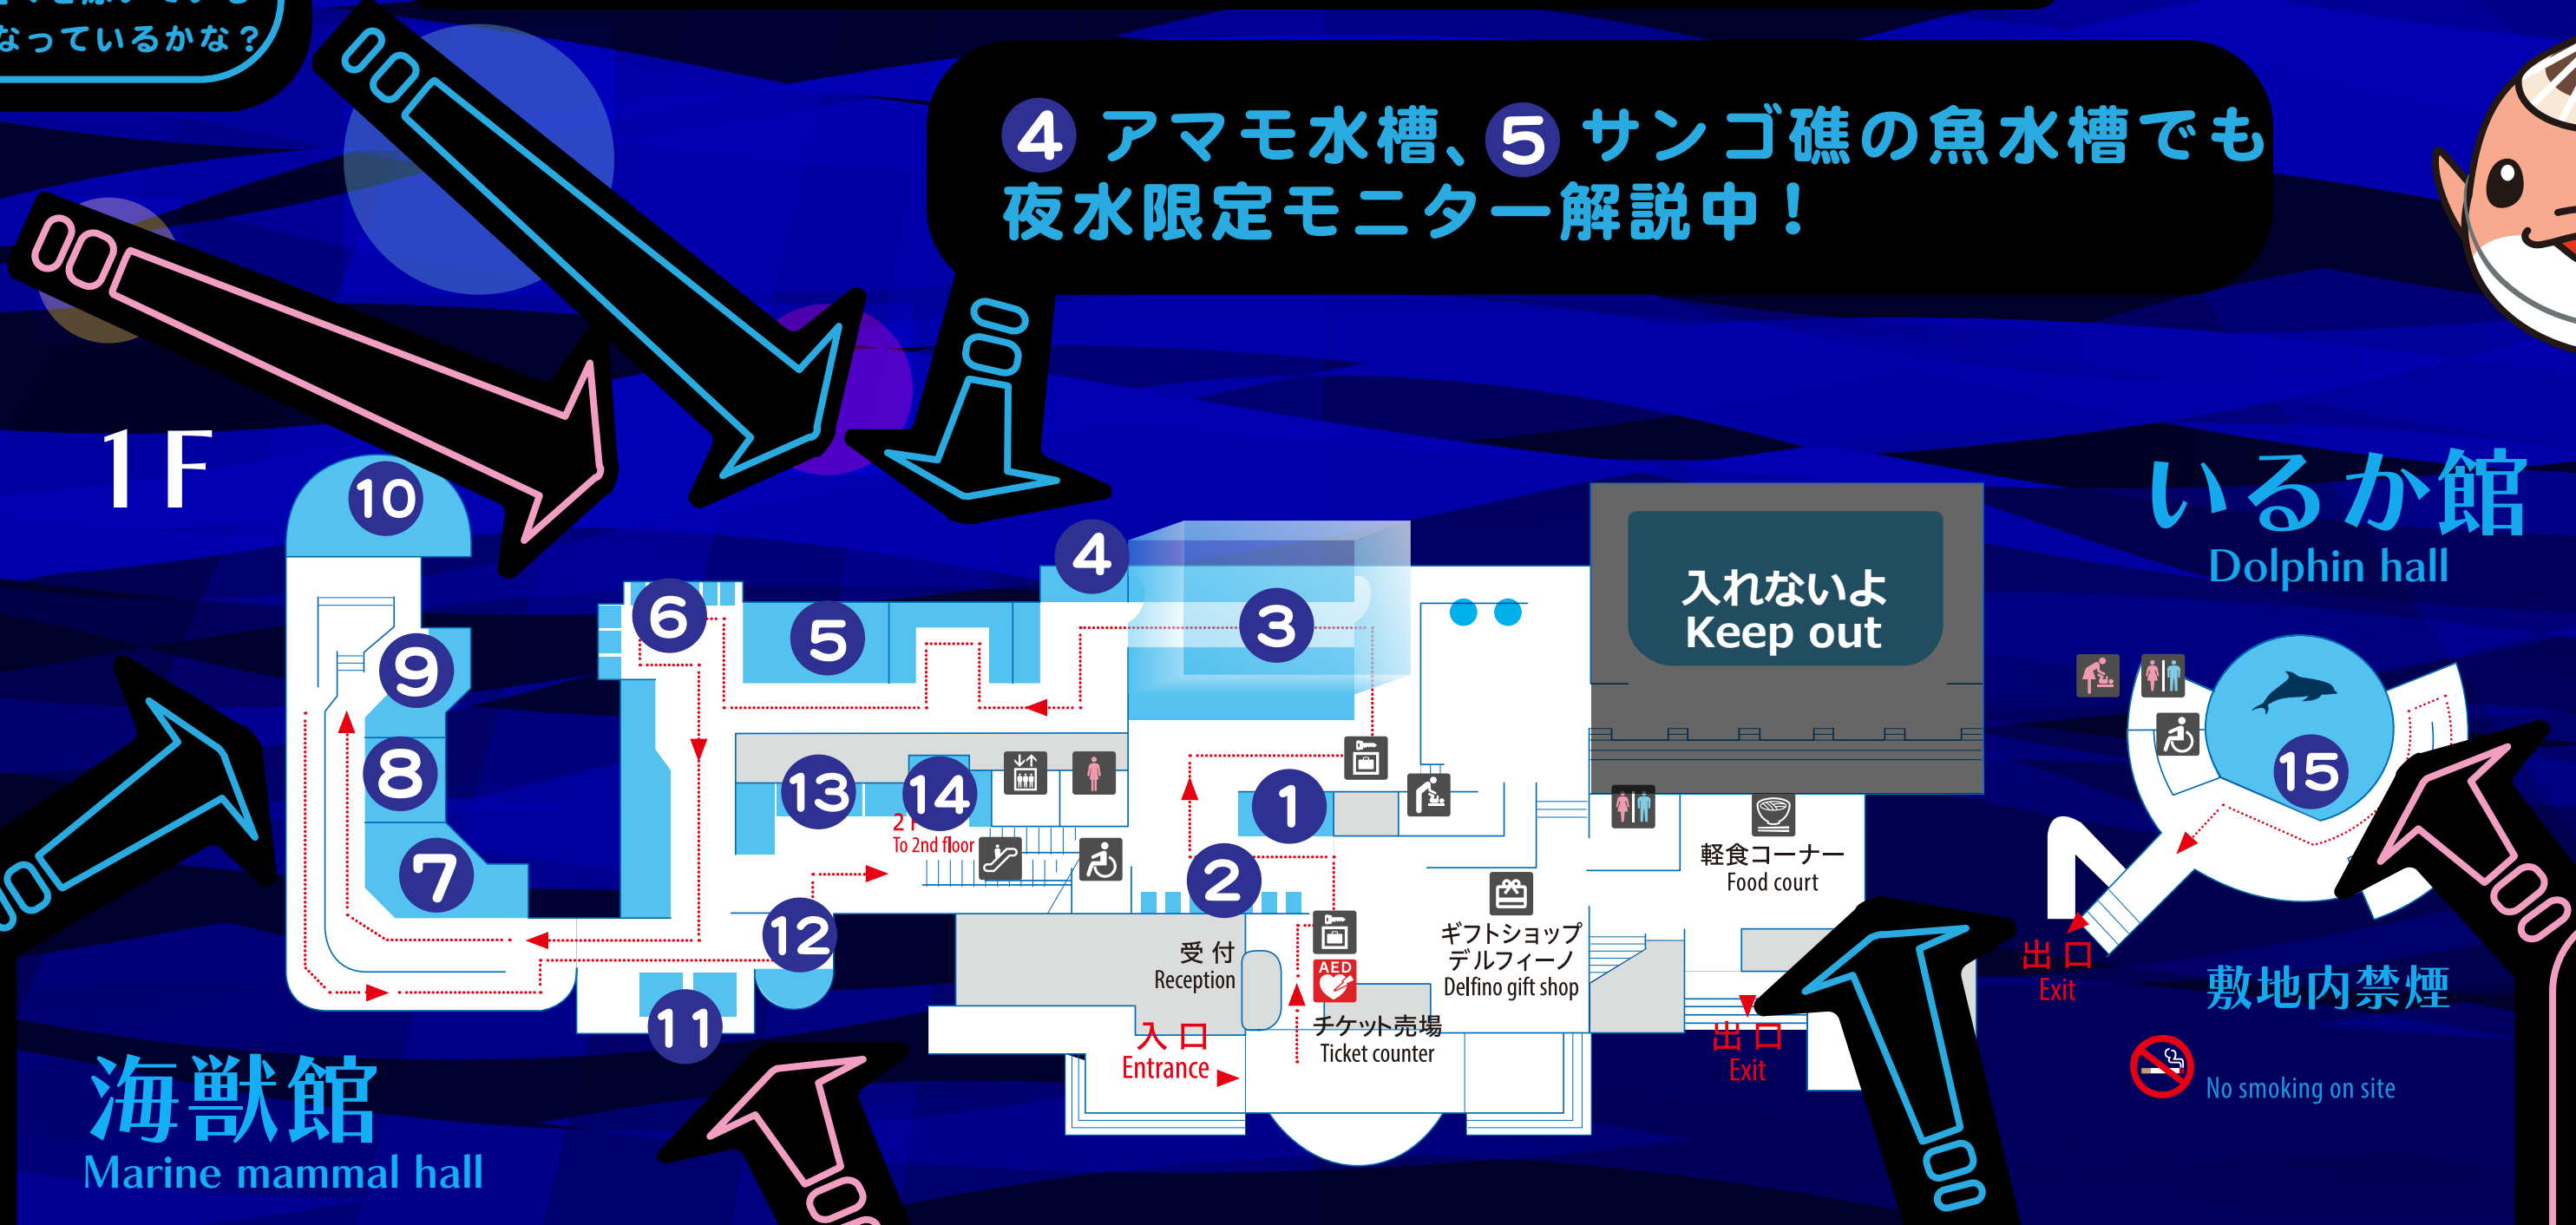 なっているかな？
4 アマモ水槽、5 サンゴ礁の魚水槽でも
夜水限定モニター解説中！
1F
10
4
いるか館
Dolphin hall
入れないよ
Keep out
6
5
3
9
8
7
13
14
To 2nd floor
1
2
15
12
11
軽食コーナー
Food court
受付
Reception
AED
ギフトショップ
デルフィーノ
Delfino gift shop
チケット売場
Ticket counter
入口
Entrance
出口
Exit
出口
Exit
敷地内禁煙
No smoking on site
海獣館
Marine mammal hall